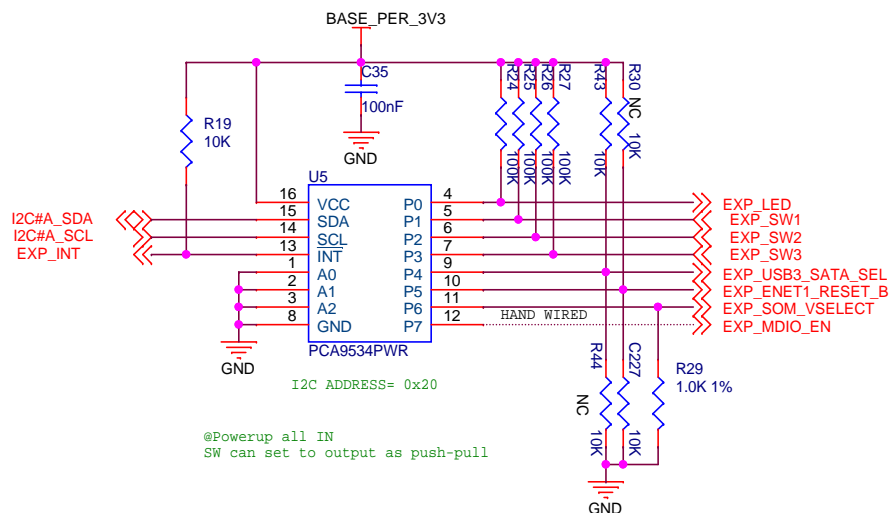 BASE_PER_3V3
C35
100nF
GND
R19
10K
R24
R25
R26
R27
R43
R30
NC
100K
100K
100K
100K
10K
10K
U5
I2C#A_SDA
I2C#A_SCL
EXP_INT
16 VCC P0 4 EXP_LED
15 SDA P1 5 EXP_SW1
14 SCL P2 6 EXP_SW2
13 INT P3 7 EXP_SW3
1 A0 P4 9 EXP_USB3_SATA_SEL
2 A1 P5 10 EXP_ENET1_RESET_B
3 A2 P6 11 EXP_SOM_VSELECT
8 GND P7 12 HAND WIRED EXP_MDIO_EN
PCA9534PWR
GND
I2C ADDRESS= 0x20
R44
NC
10K
C227
10K
R29
1.0K 1%
GND
@Powerup all IN
SW can set to output as push-pull